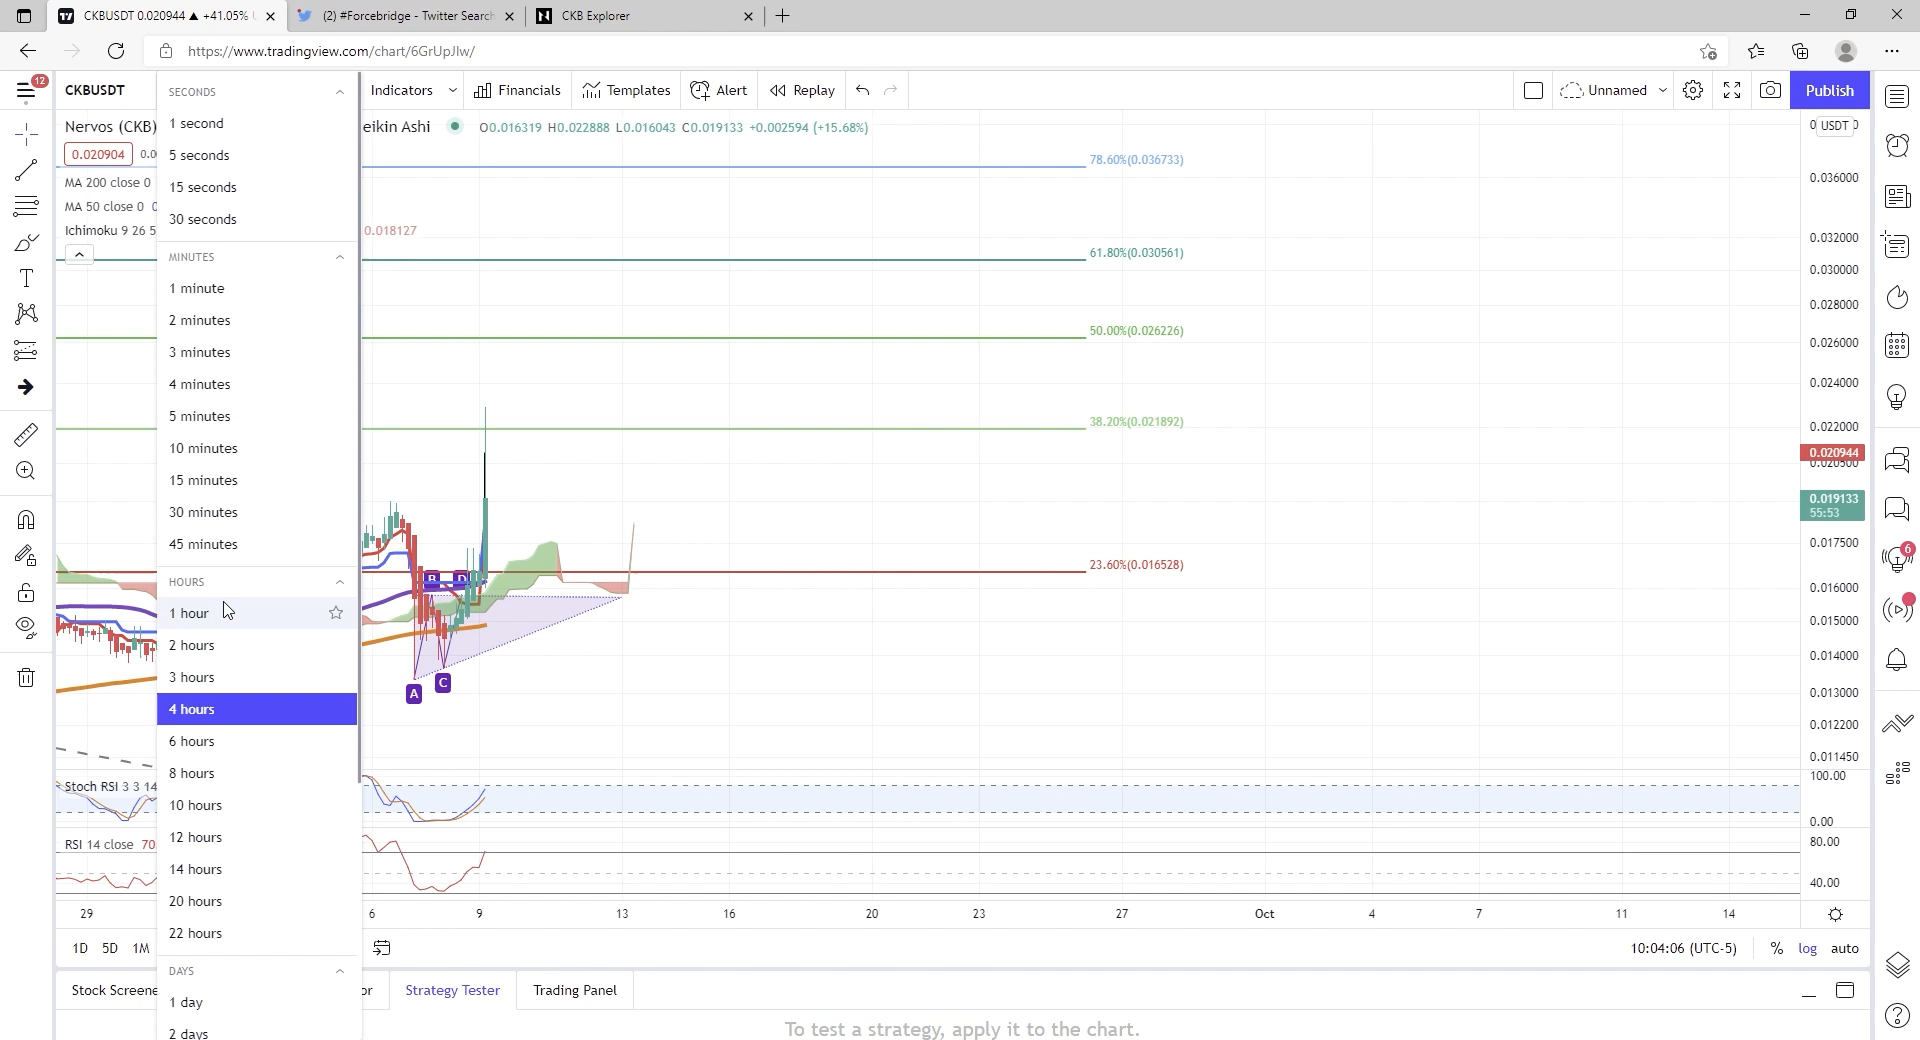 CKBUSDT 0.020944 ▲ +41.05%
(2) #Forcebridge - Twitter Search
CKB Explorer
https://www.tradingview.com/chart/6GrUpJIw/
12
CKBUSDT
Indicators
Financials
Templates
Alert
Replay
Unnamed
Publish
Nervos (CKB)
eikin Ashi
O0.016319 H0.022888 L0.016043 C0.019133 +0.002594 (+15.68%)
0.020904
MA 200 close 0
MA 50 close 0
Ichimoku 9 26 5
0.018127
SECONDS
1 second
5 seconds
15 seconds
30 seconds
MINUTES
1 minute
2 minutes
3 minutes
4 minutes
5 minutes
10 minutes
15 minutes
30 minutes
45 minutes
HOURS
1 hour
2 hours
3 hours
4 hours
6 hours
8 hours
10 hours
12 hours
14 hours
20 hours
22 hours
DAYS
1 day
2 days
78.60%(0.036733)
61.80%(0.030561)
50.00%(0.026226)
38.20%(0.021892)
23.60%(0.016528)
B
D
A
C
USDT
0.036000
0.032000
0.030000
0.028000
0.026000
0.024000
0.022000
0.020944
0.020500
0.019133
55:53
0.017500
0.016000
0.015000
0.014000
0.013000
0.012200
0.011450
Stoch RSI 3 3 14
100.00
0.00
RSI 14 close 70
80.00
40.00
29
6
9
13
16
20
23
27
Oct
4
7
11
14
1D 5D 1M
10:04:06 (UTC-5)
%
log
auto
Stock Screene
or
Strategy Tester
Trading Panel
To test a strategy, apply it to the chart.
6